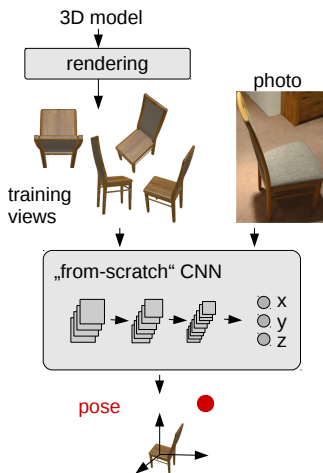 3D model
rendering
photo
training
views
„from-scratch“ CNN
x
y
z
pose